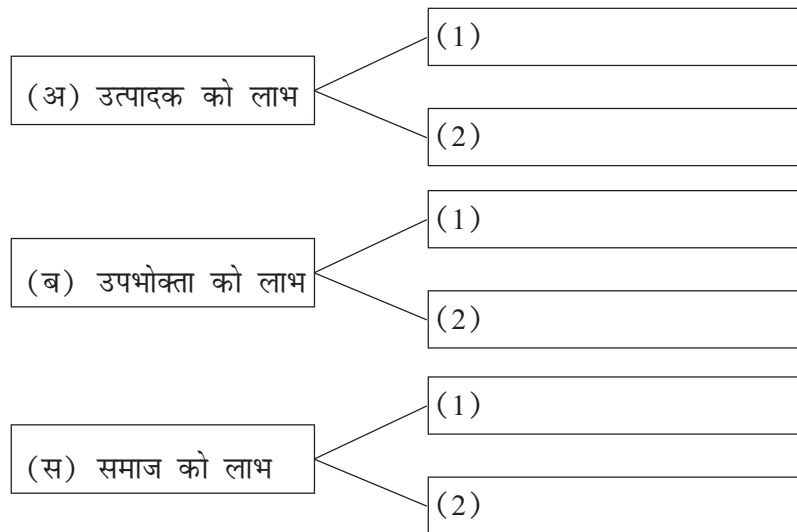 (1)
(अ) उत्पादक को लाभ
(2)
(1)
(ब) उपभोक्ता को लाभ
(2)
(1)
(स) समाज को लाभ
(2)